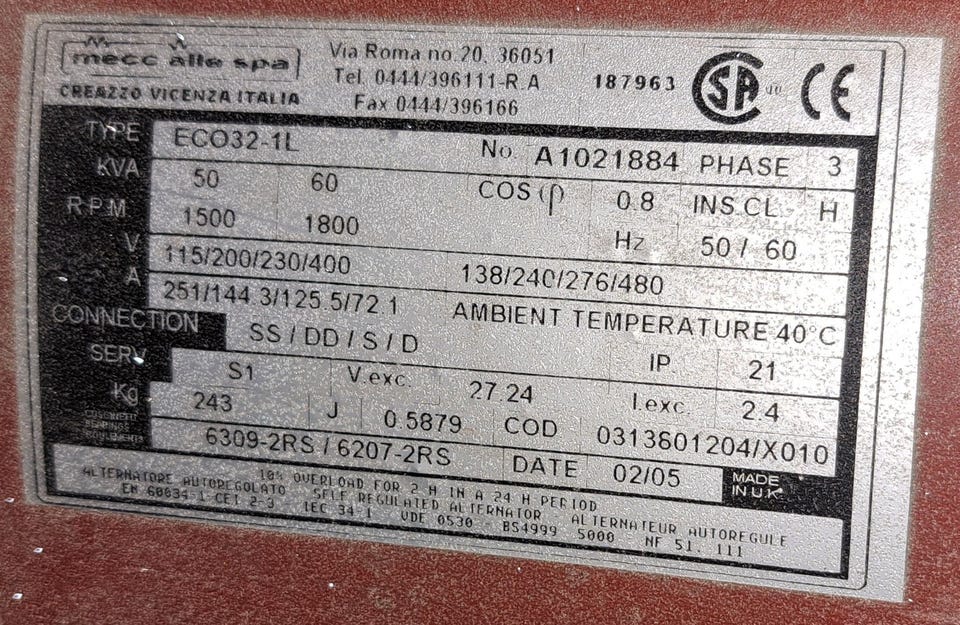 mecc alte spa
CREAZZO VICENZA ITALIA
Via Roma no.20, 36051
Tel. 0444/396111-R.A
Fax 0444/396166
187963
CSA
CE
TYPE ECO32-1L No A1021884 PHASE 3
KVA 50 60 COS φ 0.8 INS.CL. H
R.P.M 1500 1800 Hz 50 / 60
V 115/200/230/400 138/240/276/480
A 251/144.3/125.5/72.1 AMBIENT TEMPERATURE 40°C
CONNECTION SS / DD / S / D IP. 21
SERV S1 V.exc. 27.24 I.exc. 2.4
Kg 243 J 0.5879 COD 0313601204/X010
CUSCINETTI
BEARINGS
ROULEMENTS
6309-2RS / 6207-2RS DATE 02/05
MADE
IN U.K
10% OVERLOAD FOR 2 H IN A 24 H PERIOD
ALTERNATORE AUTOREGOLATO SELF REGULATED ALTERNATOR ALTERNATEUR AUTOREGULE
EN 60034-1-CEI 2-3 IEC 34-1 VDE 0530 - BS4999 5000 NF 51. 111